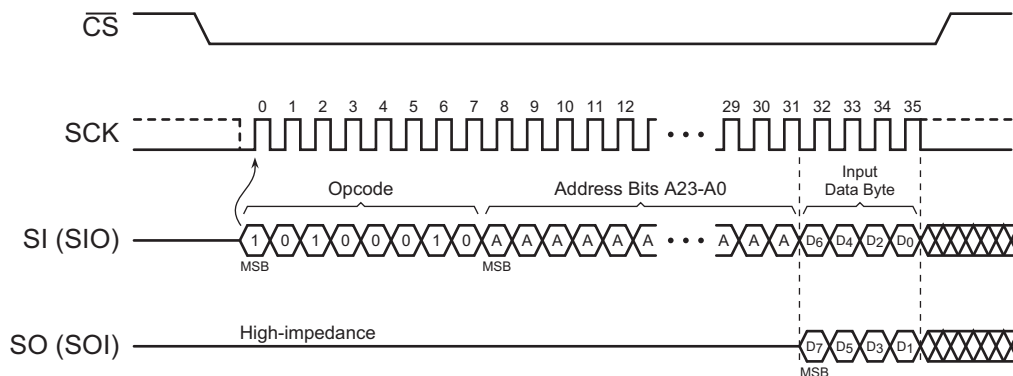 CS
0 1 2 3 4 5 6 7 8 9 10 11 12 29 30 31 32 33 34 35
SCK
• • •
Opcode
Address Bits A23-A0
Input
Data Byte
SI (SIO)
1 0 1 0 0 0 1 0 A A A A A A • • • A A A D6 D4 D2 D0
MSB MSB
High-impedance
SO (SOI)
D7 D5 D3 D1
MSB